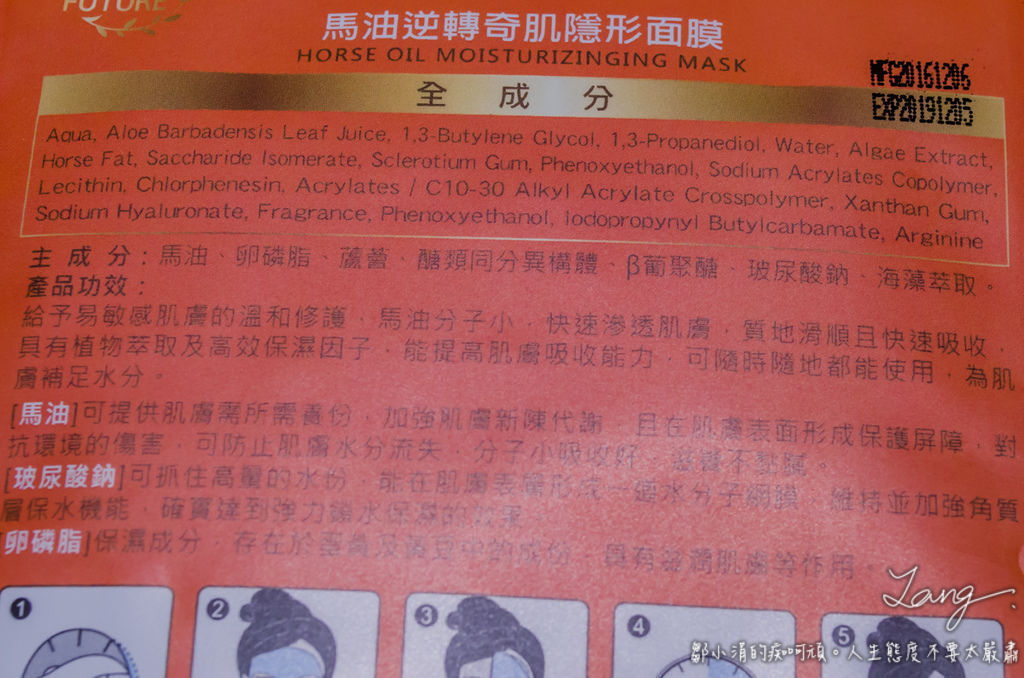 FUTURE
馬油逆轉奇肌隱形面膜
HORSE OIL MOISTURIZINGING MASK
MFG20161206
EXP20191205
全成分
Aqua, Aloe Barbadensis Leaf Juice, 1,3-Butylene Glycol, 1,3-Propanediol, Water, Algae Extract,
Horse Fat, Saccharide Isomerate, Sclerotium Gum, Phenoxyethanol, Sodium Acrylates Copolymer,
Lecithin, Chlorphenesin, Acrylates / C10-30 Alkyl Acrylate Crosspolymer, Xanthan Gum,
Sodium Hyaluronate, Fragrance, Phenoxyethanol, Iodopropynyl Butylcarbamate, Arginine
主成分:馬油、卵磷脂、蘆薈、醣類同分異構體、β葡聚醣、玻尿酸鈉、海藻萃取。
產品功效:
給予易敏感肌膚的溫和修護，馬油分子小，快速滲透肌膚，質地滑順且快速吸收，
具有植物萃取及高效保濕因子，能提高肌膚吸收能力，可隨時隨地都能使用，為肌
膚補足水分。
[馬油]可提供肌膚需所需養份，加強肌膚新陳代謝，且在肌膚表面形成保護屏障，對
抗環境的傷害，可防止肌膚水分流失，分子小吸收好，滋養不黏膩。
[玻尿酸鈉]可抓住高量的水份，能在肌膚表層形成一適水分子網膜，維持並加強角質
層保水機能，確實達到強力鎖水保濕的效果
[卵磷脂]保濕成分，存在於蛋黃及黃豆中的成份，具有滋潤肌膚等作用。
1
2
3
4
5
Zang.
鄒小涓的痴呵頑。人生態度不要太嚴肅